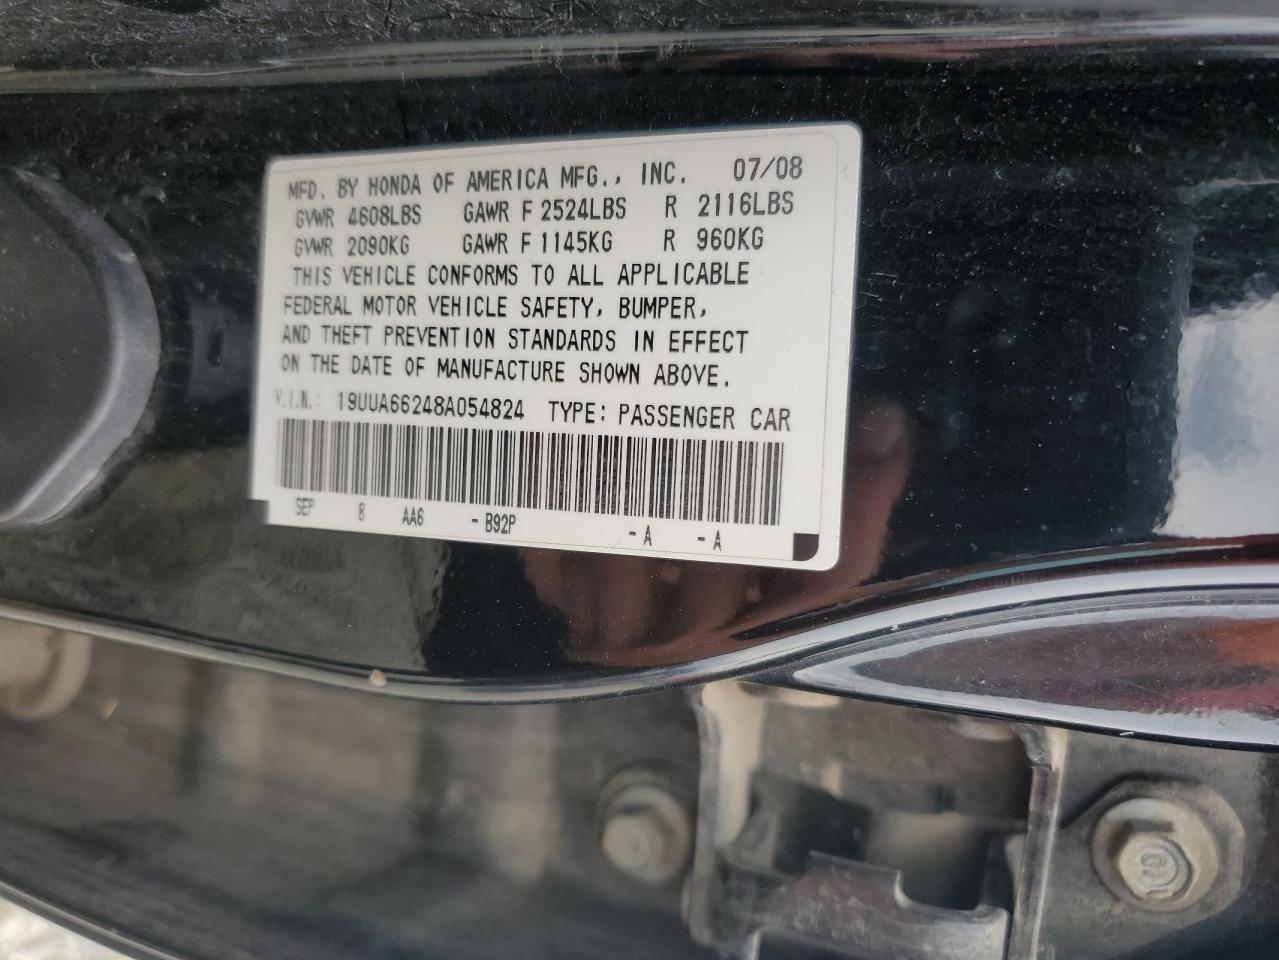 MFD. BY HONDA OF AMERICA MFG., INC. 07/08
GVWR 4608LBS GAWR F 2524LBS R 2116LBS
GVWR 2090KG GAWR F 1145KG R 960KG
THIS VEHICLE CONFORMS TO ALL APPLICABLE
FEDERAL MOTOR VEHICLE SAFETY, BUMPER,
AND THEFT PREVENTION STANDARDS IN EFFECT
ON THE DATE OF MANUFACTURE SHOWN ABOVE.
V.I.N.: 19UUA66248A054824 TYPE: PASSENGER CAR
SEP 8 AA6 -B92P -A -A